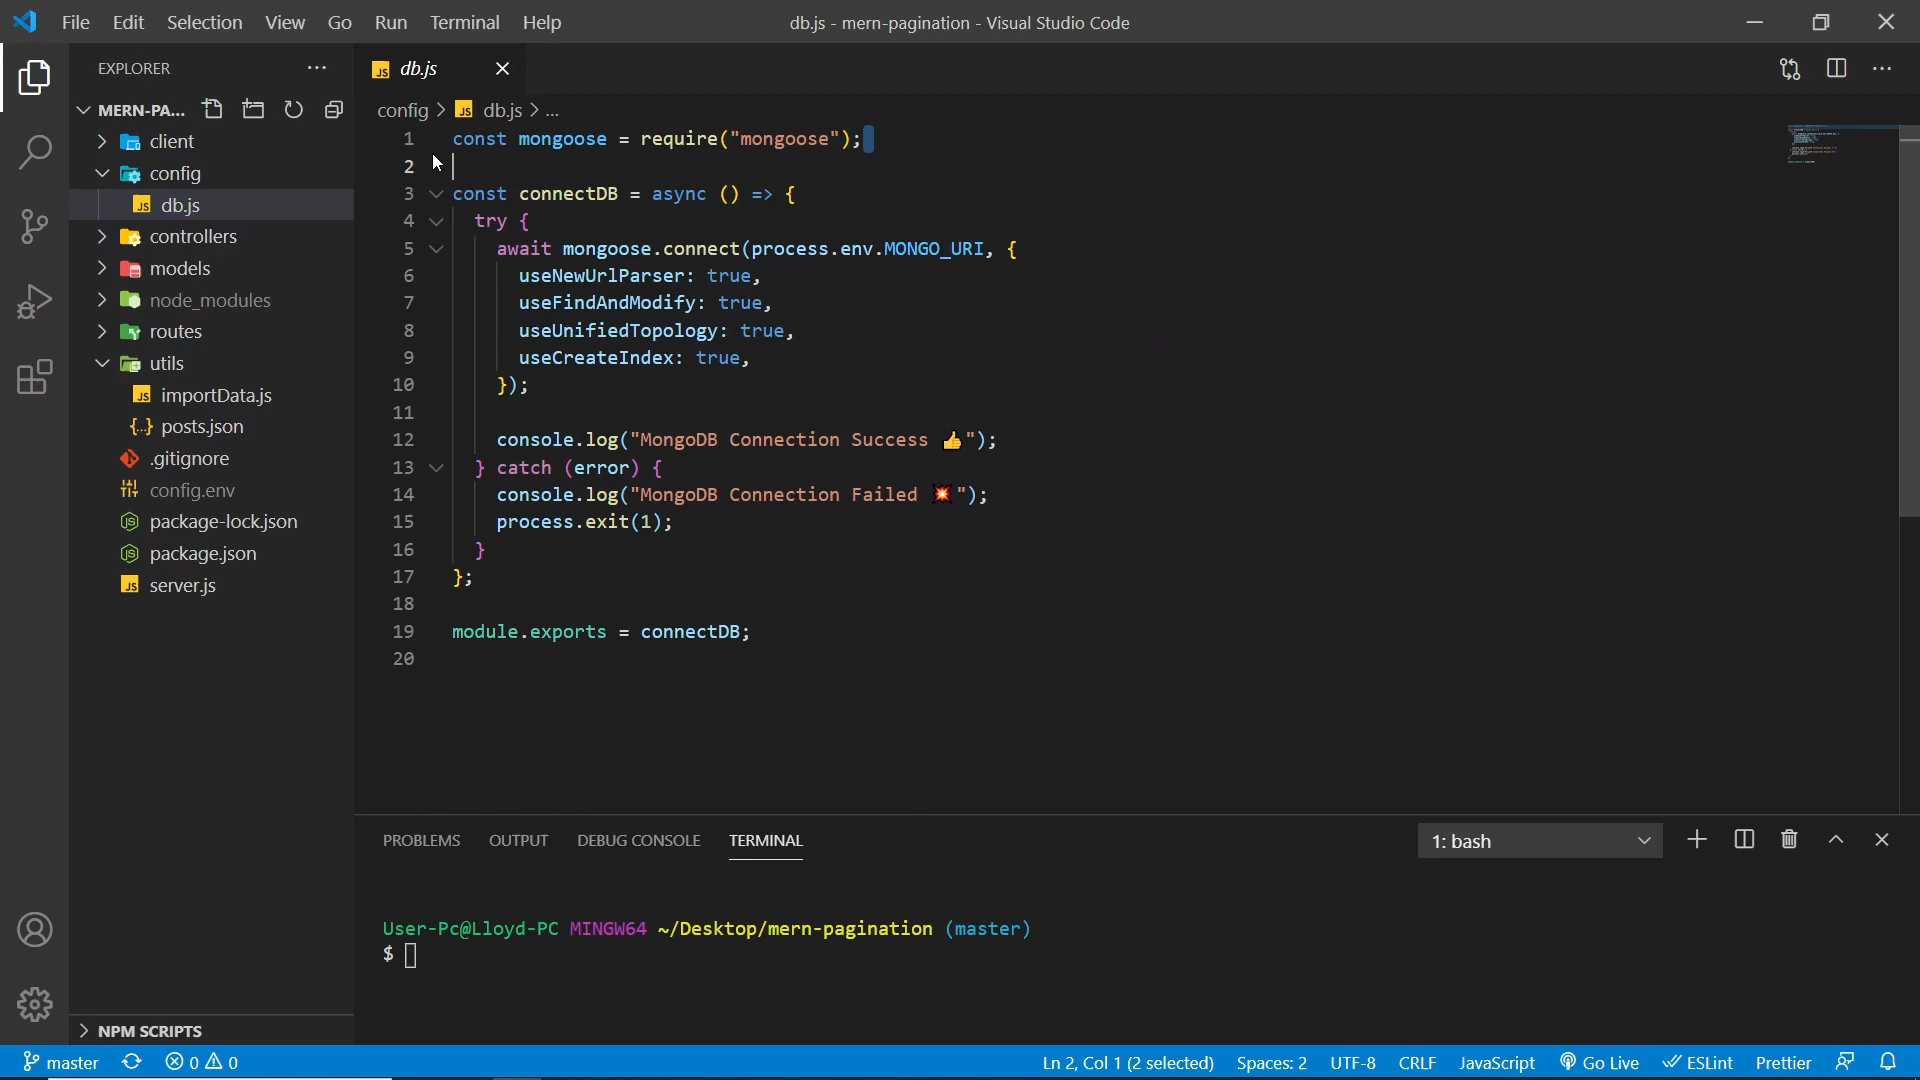 File Edit Selection View Go Run Terminal Help
db.js - mern-pagination - Visual Studio Code
EXPLORER
MERN-PA...
client
config
db.js
controllers
models
node_modules
routes
utils
importData.js
posts.json
.gitignore
config.env
package-lock.json
package.json
server.js
NPM SCRIPTS
db.js
config > db.js > ...
1 const mongoose = require("mongoose");
2
3 const connectDB = async () => {
4 try {
5 await mongoose.connect(process.env.MONGO_URI, {
6 useNewUrlParser: true,
7 useFindAndModify: true,
8 useUnifiedTopology: true,
9 useCreateIndex: true,
10 });
11
12 console.log("MongoDB Connection Success 👍");
13 } catch (error) {
14 console.log("MongoDB Connection Failed 💥");
15 process.exit(1);
16 }
17 };
18
19 module.exports = connectDB;
20
PROBLEMS OUTPUT DEBUG CONSOLE TERMINAL
1: bash
User-Pc@Lloyd-PC MINGW64 ~/Desktop/mern-pagination (master)
$
master 0 0
Ln 2, Col 1 (2 selected) Spaces: 2 UTF-8 CRLF JavaScript Go Live ESLint Prettier